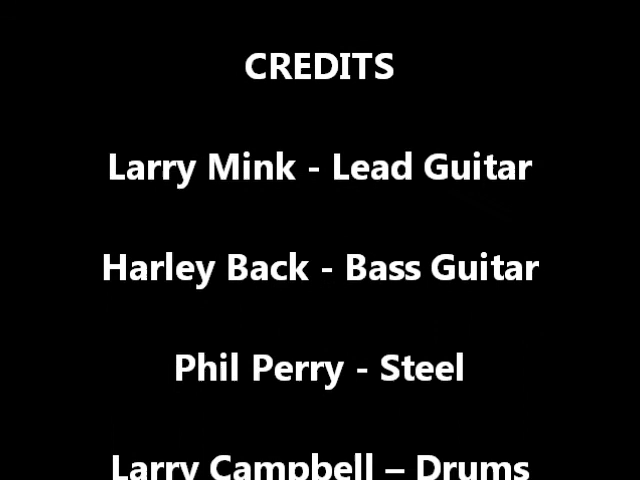 CREDITS
Larry Mink - Lead Guitar
Harley Back - Bass Guitar
Phil Perry - Steel
Larry Campbell – Drums